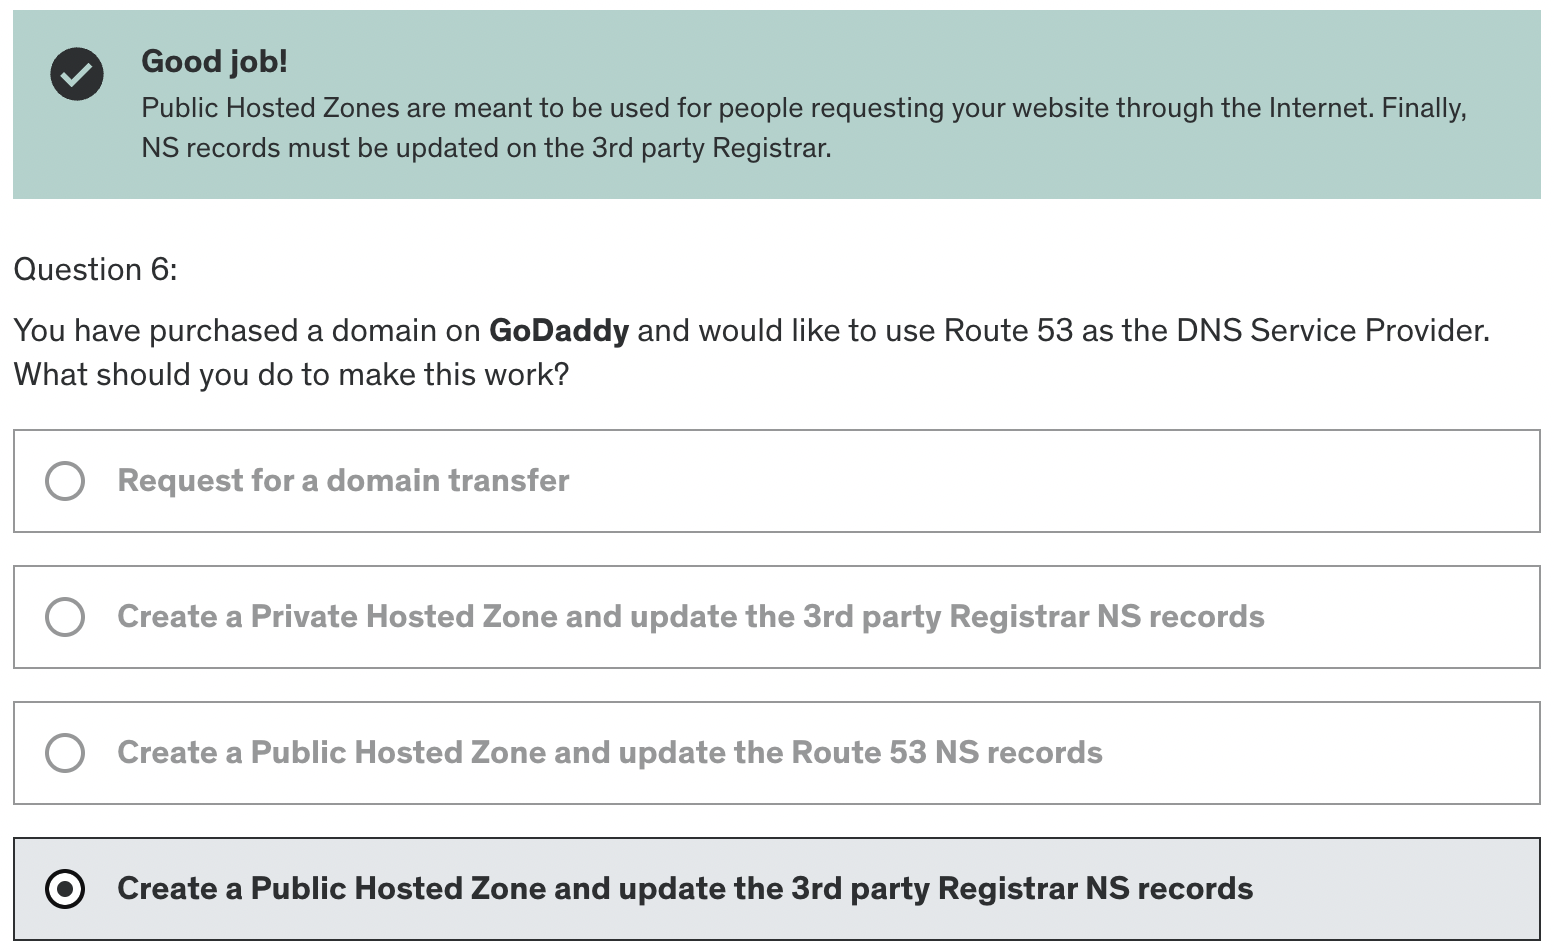 Good job!
Public Hosted Zones are meant to be used for people requesting your website through the Internet. Finally,
NS records must be updated on the 3rd party Registrar.
Question 6:
You have purchased a domain on GoDaddy and would like to use Route 53 as the DNS Service Provider.
What should you do to make this work?
Request for a domain transfer
Create a Private Hosted Zone and update the 3rd party Registrar NS records
Create a Public Hosted Zone and update the Route 53 NS records
Create a Public Hosted Zone and update the 3rd party Registrar NS records